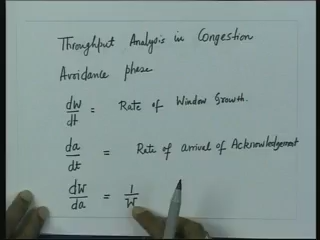 Throughput Analysis in Congestion
Avoidance phase
dW/dt = Rate of Window Growth.
da/dt = Rate of arrival of Acknowledgement
dW/da = 1/W